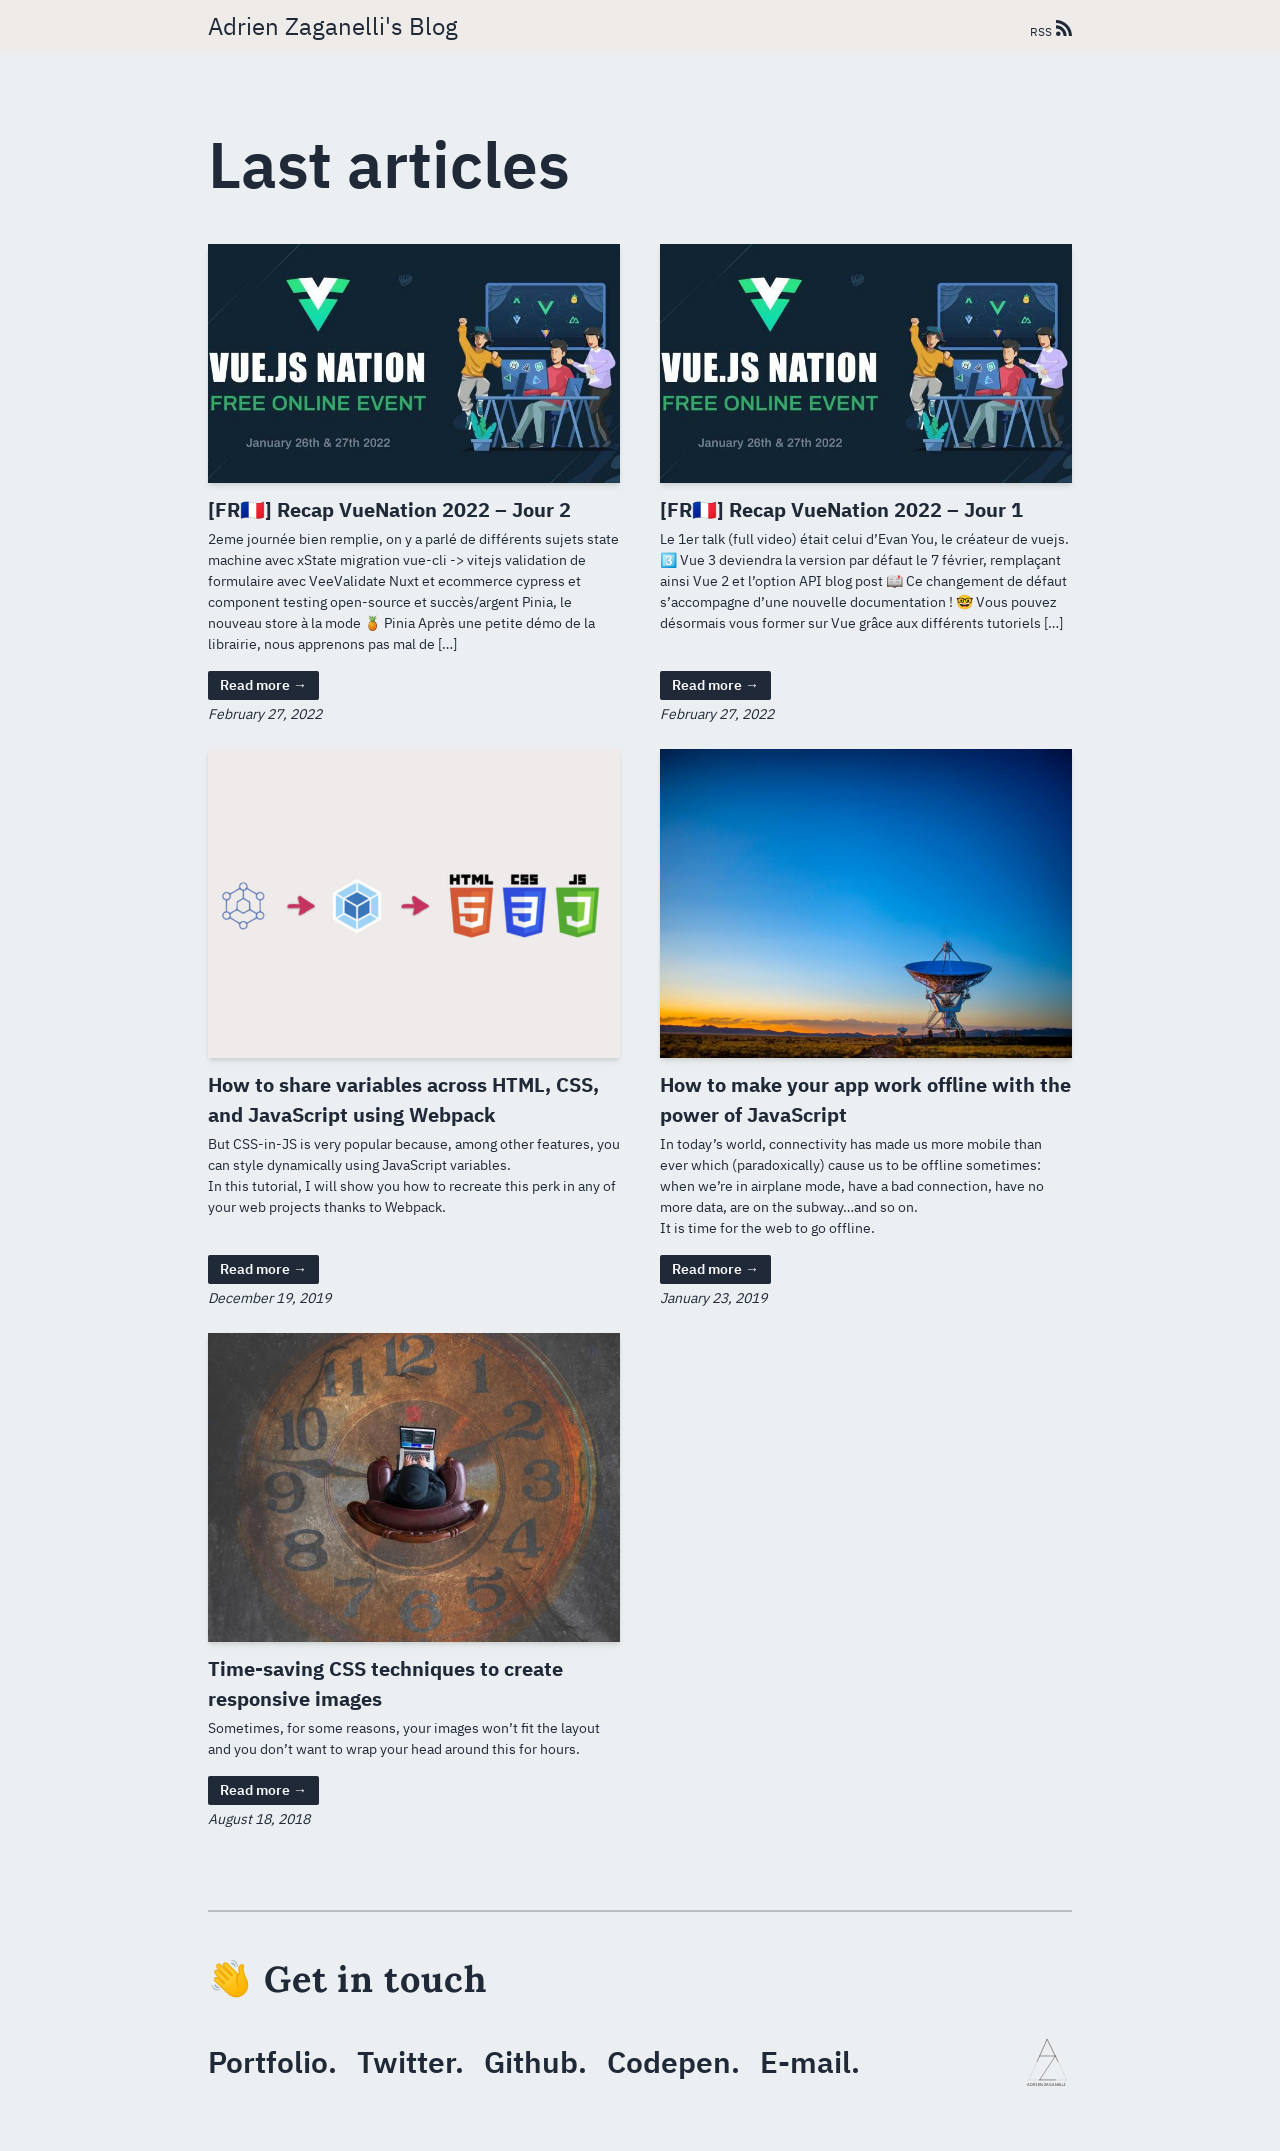 Adrien Zaganelli's Blog
RSS
Last articles
VUE.JS NATION
FREE ONLINE EVENT
January 26th & 27th 2022
[FR🇫🇷] Recap VueNation 2022 – Jour 2
2eme journée bien remplie, on y a parlé de différents sujets state
machine avec xState migration vue-cli -> vitejs validation de
formulaire avec VeeValidate Nuxt et ecommerce cypress et
component testing open-source et succès/argent Pinia, le
nouveau store à la mode 🍍 Pinia Après une petite démo de la
librairie, nous apprenons pas mal de […]
Read more →
February 27, 2022
VUE.JS NATION
FREE ONLINE EVENT
January 26th & 27th 2022
[FR🇫🇷] Recap VueNation 2022 – Jour 1
Le 1er talk (full video) était celui d’Evan You, le créateur de vuejs.
3️⃣ Vue 3 deviendra la version par défaut le 7 février, remplaçant
ainsi Vue 2 et l’option API blog post 📖 Ce changement de défaut
s’accompagne d’une nouvelle documentation ! 🤓 Vous pouvez
désormais vous former sur Vue grâce aux différents tutoriels […]
Read more →
February 27, 2022
HTML CSS JS
5 3 J
How to share variables across HTML, CSS,
and JavaScript using Webpack
But CSS-in-JS is very popular because, among other features, you
can style dynamically using JavaScript variables.
In this tutorial, I will show you how to recreate this perk in any of
your web projects thanks to Webpack.
Read more →
December 19, 2019
How to make your app work offline with the
power of JavaScript
In today’s world, connectivity has made us more mobile than
ever which (paradoxically) cause us to be offline sometimes:
when we’re in airplane mode, have a bad connection, have no
more data, are on the subway…and so on.
It is time for the web to go offline.
Read more →
January 23, 2019
12
11 1
10 2
9 3
8 4
7 5
6
Time-saving CSS techniques to create
responsive images
Sometimes, for some reasons, your images won’t fit the layout
and you don’t want to wrap your head around this for hours.
Read more →
August 18, 2018
👋 Get in touch
Portfolio. Twitter. Github. Codepen. E-mail.
ADRIEN ZAGANELLI